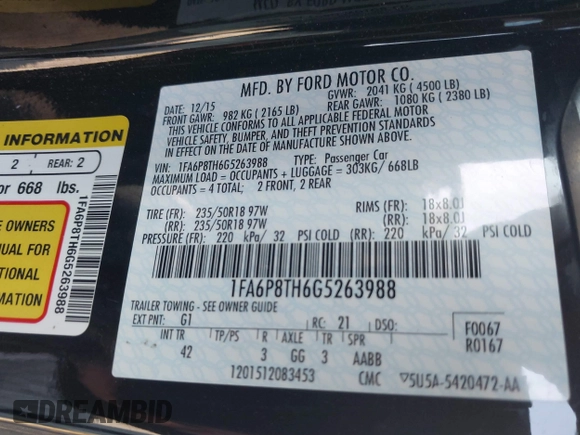 MFD. BY FORD MOTOR CO.
DATE: 12/15
GVWR: 2041 KG ( 4500 LB)
FRONT GAWR: 982 KG ( 2165 LB)
REAR GAWR: 1080 KG ( 2380 LB)
THIS VEHICLE CONFORMS TO ALL APPLICABLE FEDERAL MOTOR
VEHICLE SAFETY, BUMPER, AND THEFT PREVENTION STANDARDS
IN EFFECT ON THE DATE OF MANUFACTURE SHOWN ABOVE.
VIN: 1FA6P8TH6G5263988
TYPE: Passenger Car
MAXIMUM LOAD = OCCUPANTS + LUGGAGE = 303KG/ 668LB
OCCUPANTS = 4 TOTAL; 2 FRONT, 2 REAR
TIRE (FR): 235/50R18 97W
RIMS (FR): 18x8.0J
(RR): 235/50R18 97W
(RR): 18x8.0J
PRESSURE (FR): 220 kPa/ 32 PSI COLD (RR): 220 kPa/ 32 PSI COLD
1FA6P8TH6G5263988
TRAILER TOWING - SEE OWNER GUIDE
EXT PNT: G1 RC: 21 DSO:
F0067
R0167
INT TR TP/PS R AXLE TR SPR
42 3 GG 3 AABB
1201512083453
CMC ▽5U5A-5420472-AA
INFORMATION
2 REAR: 2
or 668 lbs.
E OWNERS
NUAL FOR
TIONAL
RMATION
1FA6P8TH6G5263988
DREAMBID